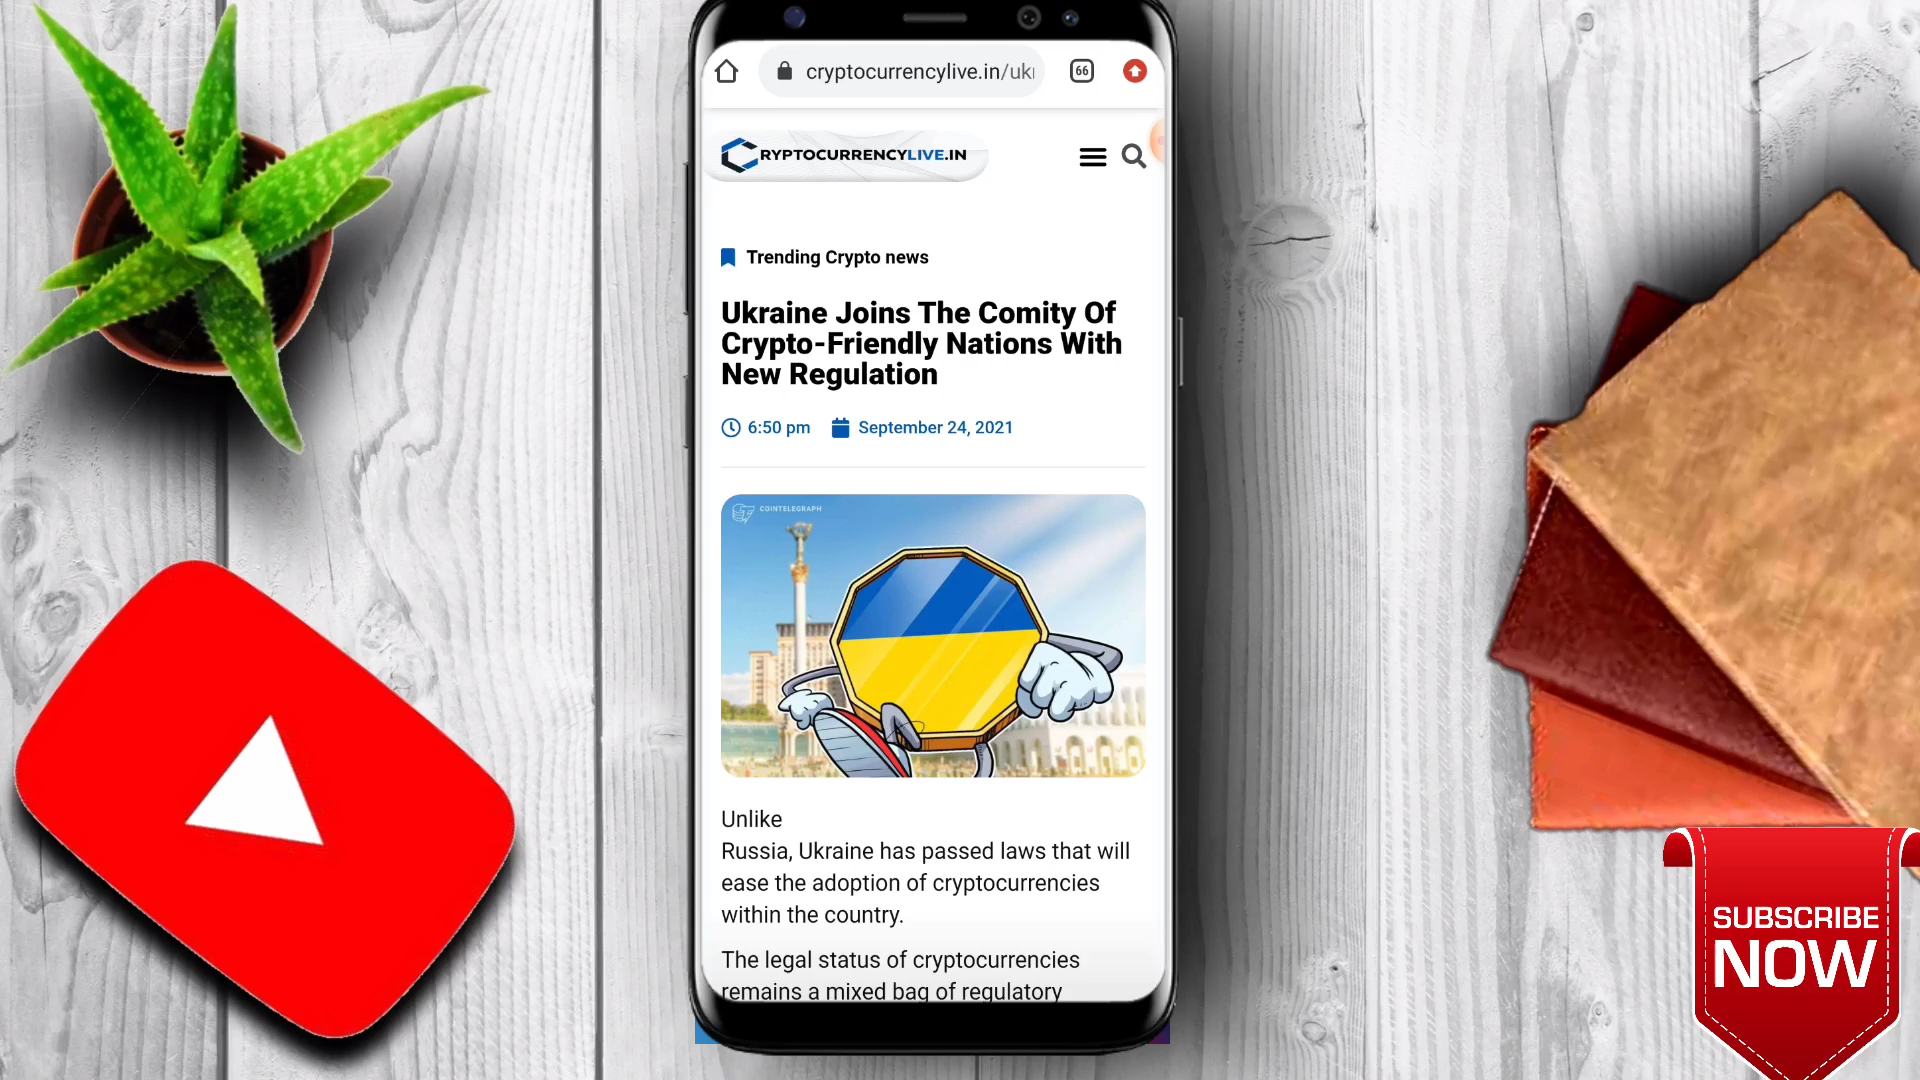 cryptocurrencylive.in/uk
66
RYPTOCURRENCYLIVE.IN
Trending Crypto news
Ukraine Joins The Comity Of
Crypto-Friendly Nations With
New Regulation
6:50 pm
September 24, 2021
COINTELEGRAPH
Unlike
Russia, Ukraine has passed laws that will
ease the adoption of cryptocurrencies
within the country.
The legal status of cryptocurrencies
remains a mixed bag of regulatory
SUBSCRIBE
NOW